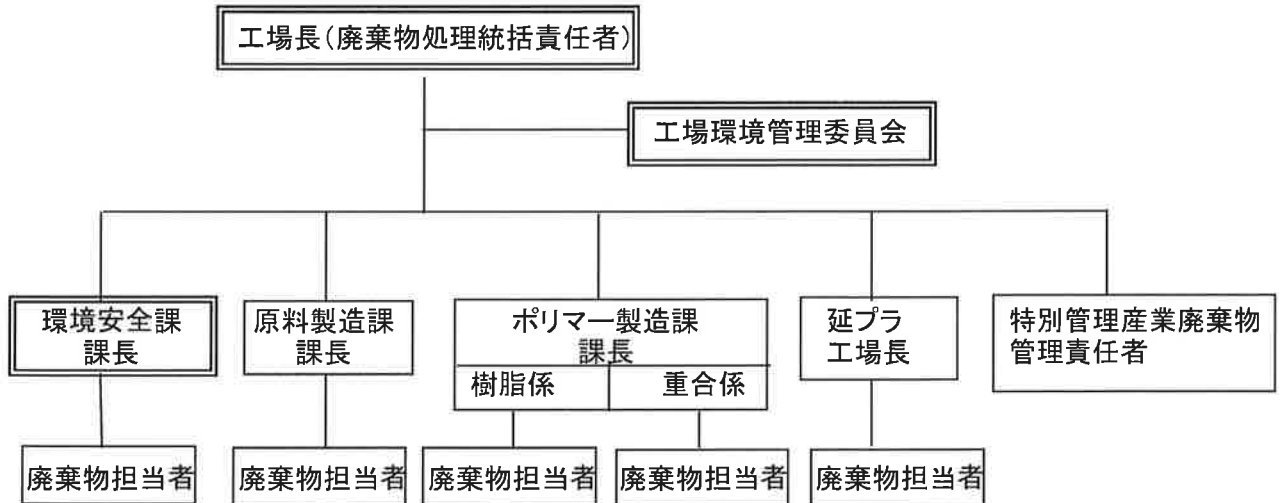 工場長(廃棄物処理統括責任者)
工場環境管理委員会
環境安全課
課長
原料製造課
課長
ポリマー製造課
課長
樹脂係
重合係
延プラ
工場長
特別管理産業廃棄物
管理責任者
廃棄物担当者
廃棄物担当者
廃棄物担当者
廃棄物担当者
廃棄物担当者